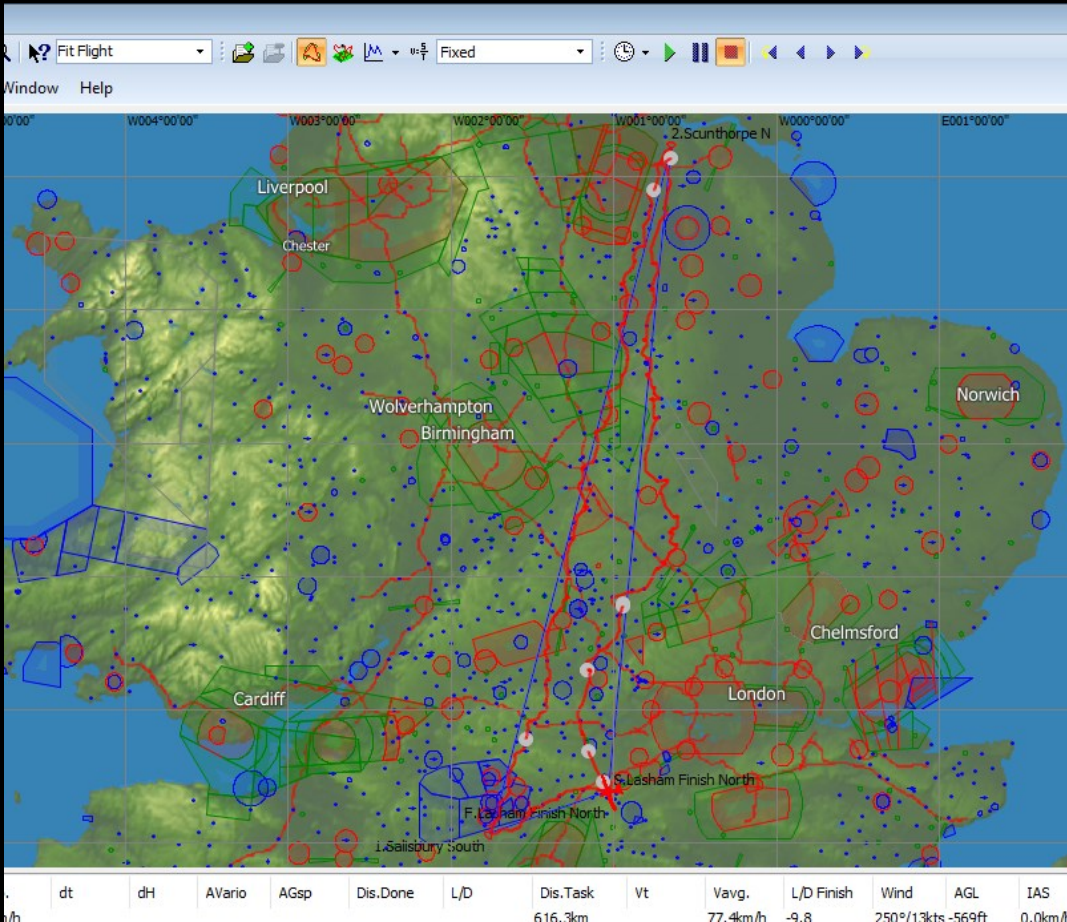 Fit Flight
Fixed
Window Help
W004°00'00" W003°00'00" W002°00'00" W001°00'00" W000°00'00" E001°00'00"
2.Scunthorpe N
Liverpool
Chester
Norwich
Wolverhampton
Birmingham
Chelmsford
Cardiff
London
S.Lasham Finish North
F.Lasham Finish North
1.Salisbury South
dt dH AVario AGsp Dis.Done L/D Dis.Task Vt Vavg. L/D Finish Wind AGL IAS
616.3km 77.4km/h -9.8 250°/13kts -569ft 0.0km/h